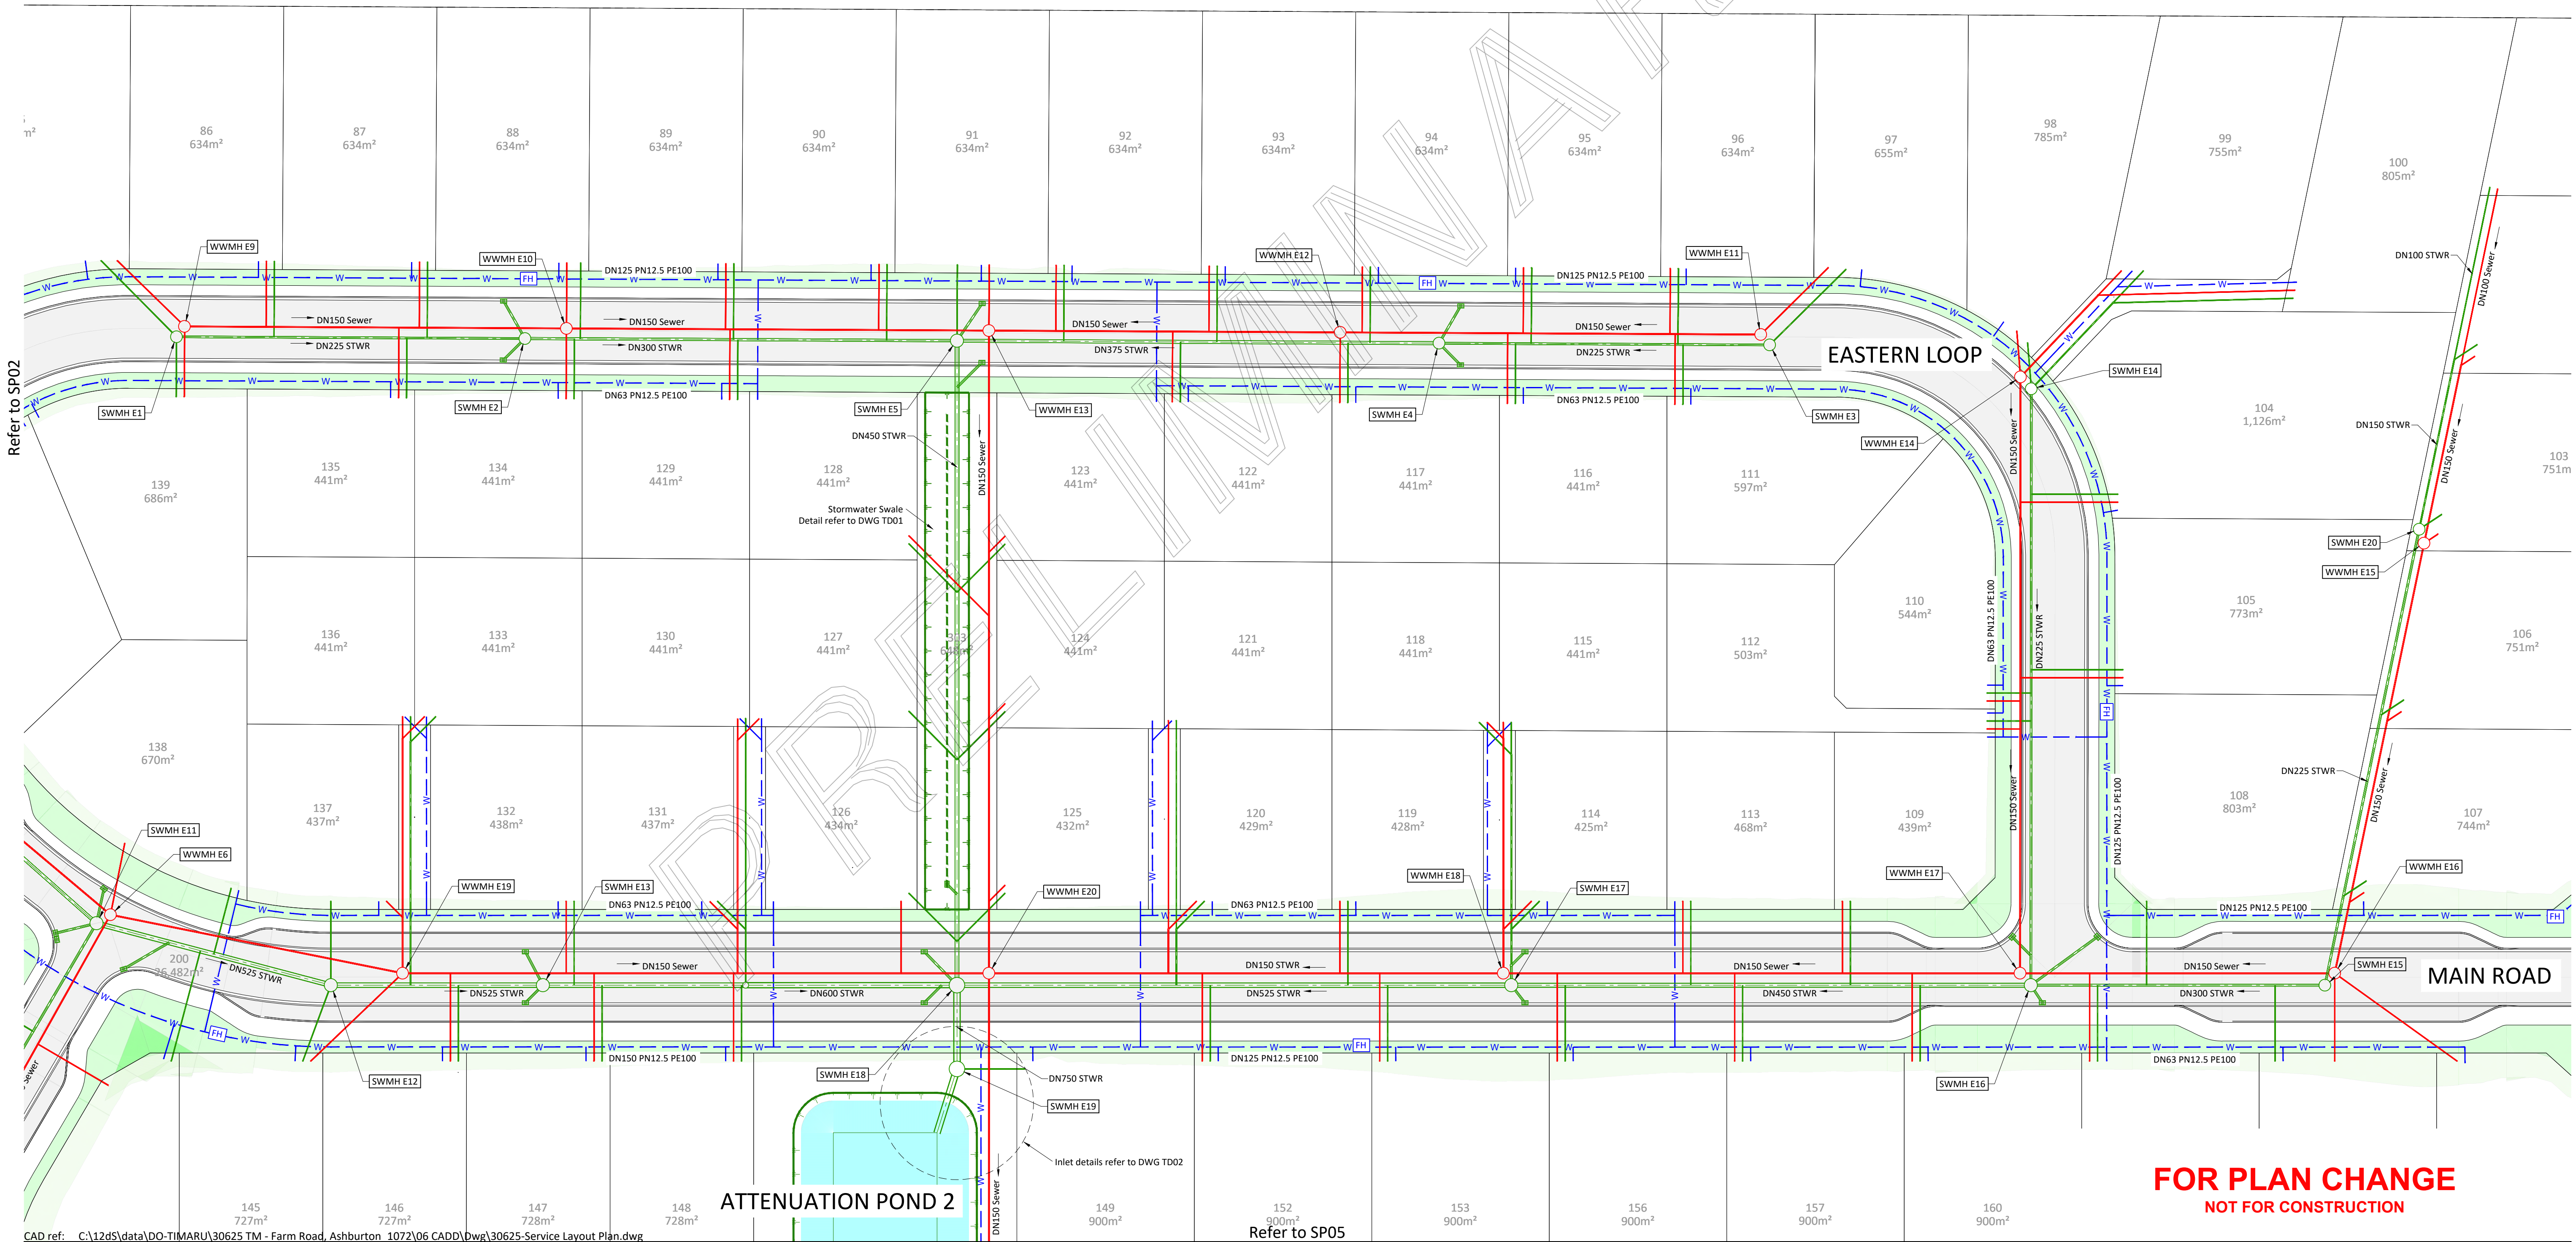 86
634m²
87
634m²
88
634m²
89
634m²
90
634m²
91
634m²
92
634m²
93
634m²
94
634m²
95
634m²
96
634m²
97
655m²
98
785m²
99
755m²
100
805m²
Refer to SP02
WWMH E9
WWMH E10
DN125 PN12.5 PE100
FH
WWMH E12
FH
DN125 PN12.5 PE100
WWMH E11
DN100 STWR
DN100 Sewer
DN150 Sewer
DN150 Sewer
DN150 Sewer
DN150 Sewer
DN225 STWR
DN300 STWR
DN375 STWR
DN225 STWR
EASTERN LOOP
SWMH E14
SWMH E1
SWMH E2
DN63 PN12.5 PE100
SWMH E5
WWMH E13
SWMH E4
DN63 PN12.5 PE100
SWMH E3
WWMH E14
DN450 STWR
DN150 Sewer
DN150 Sewer
104
1,126m²
DN150 STWR
DN150 Sewer
103
751m
139
686m²
135
441m²
134
441m²
129
441m²
128
441m²
123
441m²
122
441m²
117
441m²
116
441m²
111
597m²
Stormwater Swale
Detail refer to DWG TD01
SWMH E20
WWMH E15
136
441m²
133
441m²
130
441m²
127
441m²
124
441m²
121
441m²
118
441m²
115
441m²
112
503m²
110
544m²
DN63 PN12.5 PE100
DN225 STWR
105
773m²
106
751m²
FH
138
670m²
137
437m²
132
438m²
131
437m²
126
434m²
125
432m²
120
429m²
119
428m²
114
425m²
113
468m²
109
439m²
DN150 Sewer
DN125 PN12.5 PE100
108
803m²
DN225 STWR
DN150 Sewer
107
744m²
SWMH E11
WWMH E6
WWMH E19
SWMH E13
DN63 PN12.5 PE100
WWMH E20
DN63 PN12.5 PE100
WWMH E18
SWMH E17
WWMH E17
WWMH E16
DN125 PN12.5 PE100
FH
200
26,482m²
DN525 STWR
DN150 Sewer
DN150 STWR
DN150 Sewer
DN150 Sewer
SWMH E15
MAIN ROAD
DN525 STWR
DN600 STWR
DN525 STWR
DN450 STWR
DN300 STWR
FH
DN150 PN12.5 PE100
DN125 PN12.5 PE100
FH
DN63 PN12.5 PE100
Sewer
SWMH E12
SWMH E18
DN750 STWR
SWMH E16
SWMH E19
Inlet details refer to DWG TD02
ATTENUATION POND 2
DN150 Sewer
145
727m²
146
727m²
147
728m²
148
728m²
149
900m²
152
900m²
153
900m²
156
900m²
157
900m²
160
900m²
Refer to SP05
FOR PLAN CHANGE
NOT FOR CONSTRUCTION
CAD ref: C:\12dS\data\DO-TIMARU\30625 TM - Farm Road, Ashburton_1072\06 CADD\Dwg\30625-Service Layout Plan.dwg